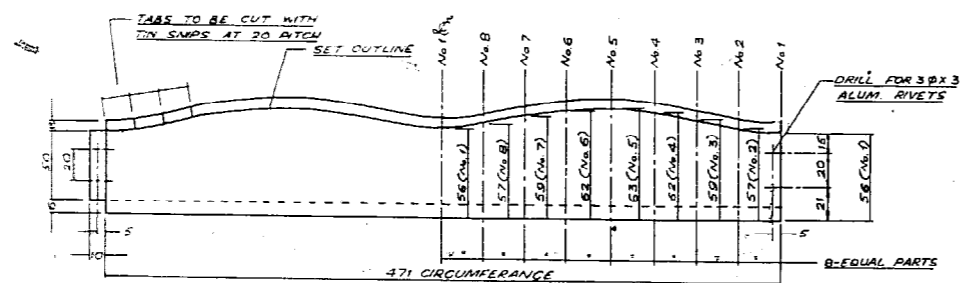 TABS TO BE CUT WITH
TIN SNIPS AT 20 PITCH
SET OUTLINE
No.1
No.8
No.7
No.6
No.5
No.4
No.3
No.2
No.1
DRILL FOR 3 Φ X 3
ALUM. RIVETS
50
20
5
10
56 (No.1)
57 (No.8)
59 (No.7)
62 (No.6)
63 (No.5)
62 (No.4)
59 (No.3)
57 (No.2)
15
20
21
56 (No.1)
5
471 CIRCUMFERANCE
8-EQUAL PARTS